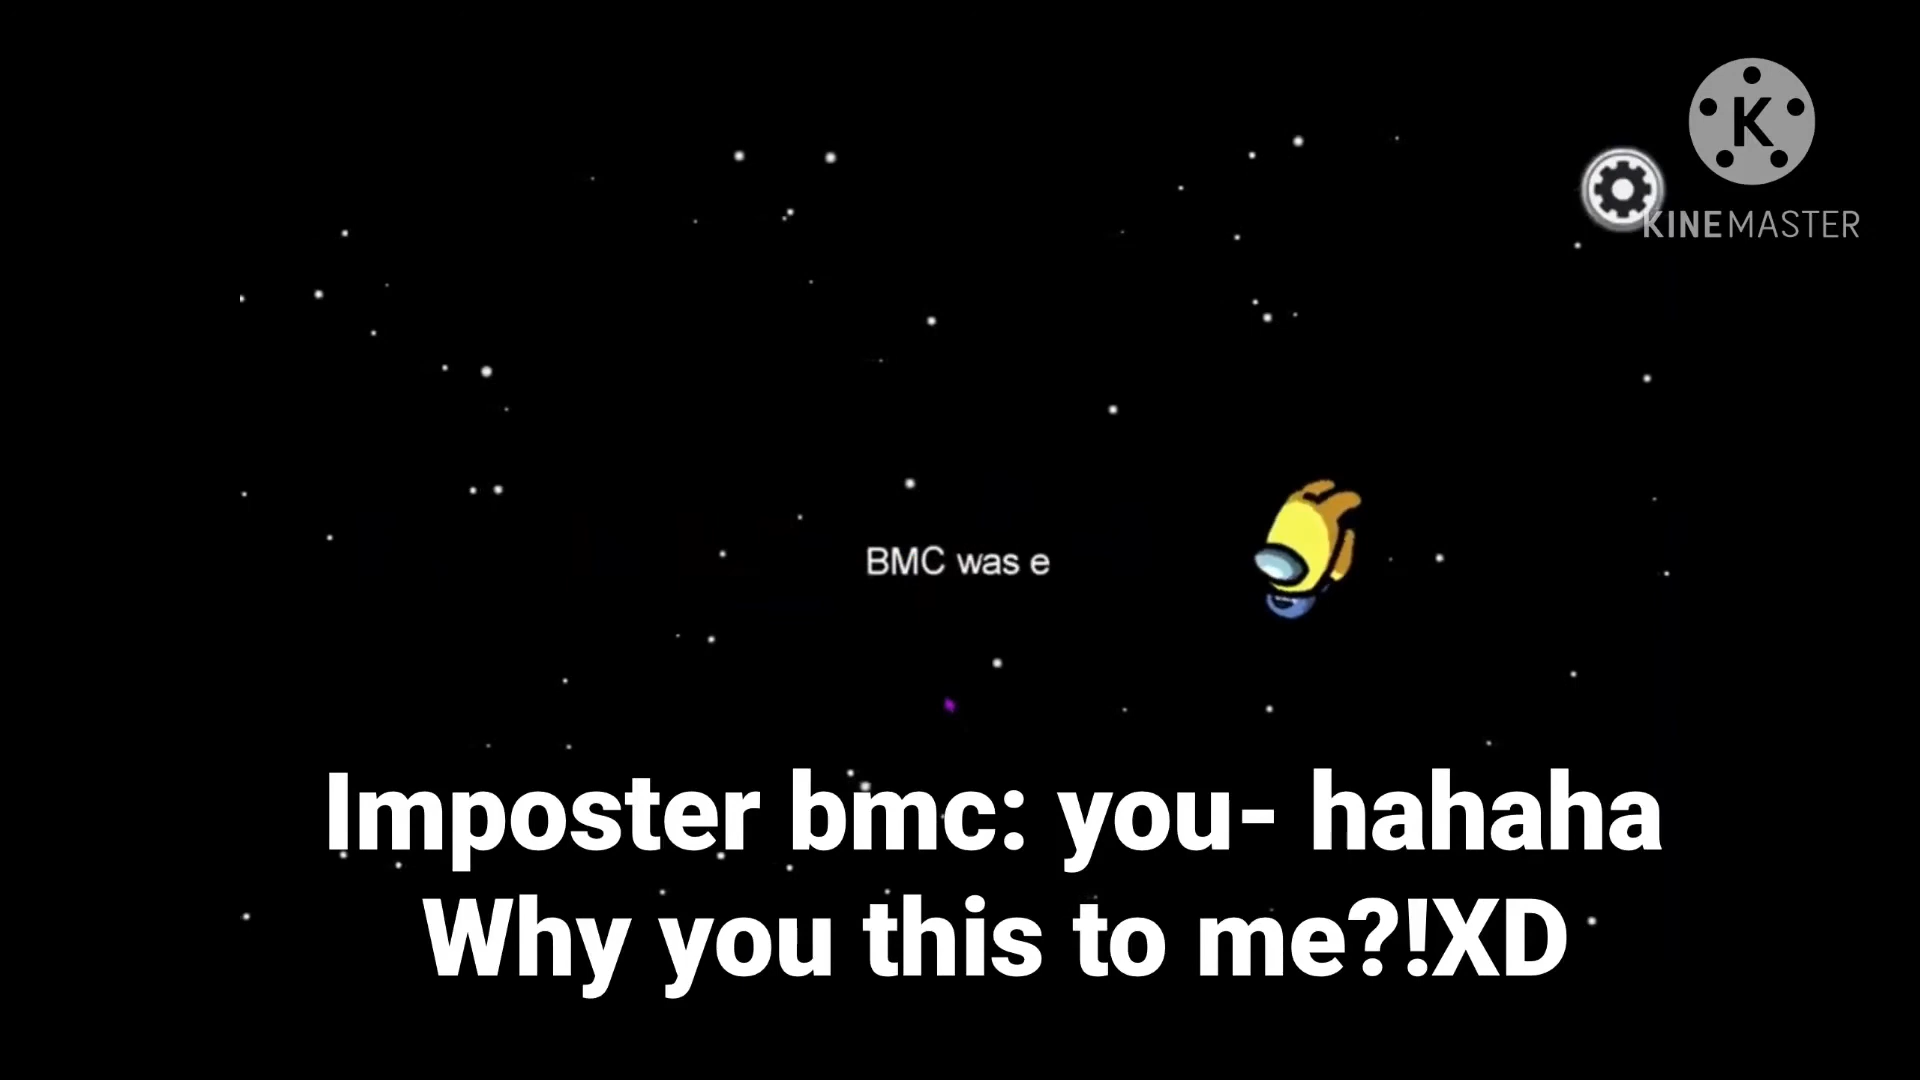 K
KINEMASTER
BMC was e
Imposter bmc: you- hahaha
Why you this to me?!XD